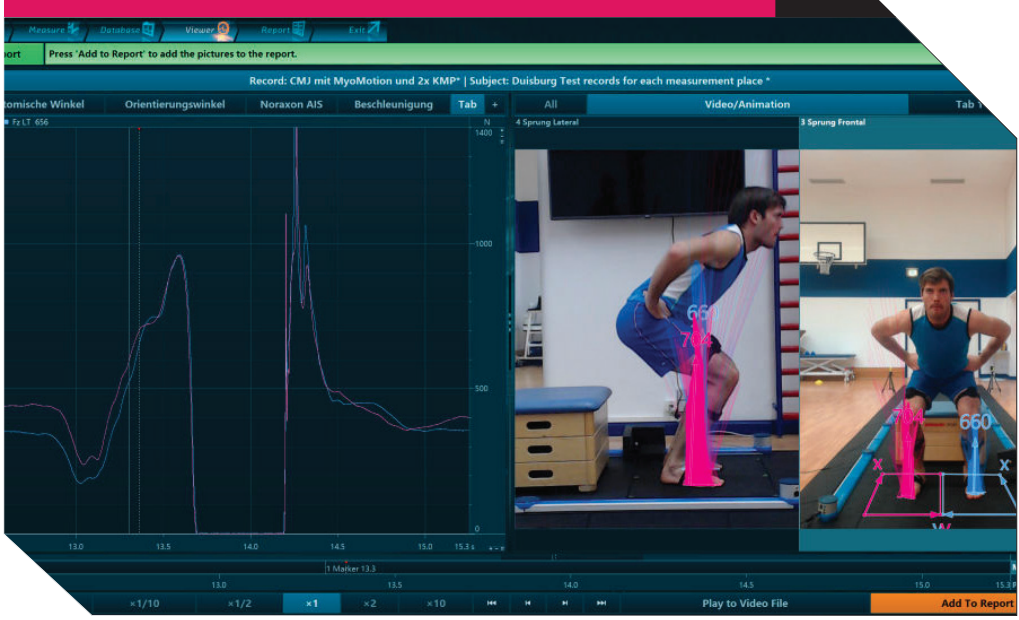 Measure
Database
Viewer
Report
Exit
ort
Press 'Add to Report' to add the pictures to the report.
Record: CMJ mit MyoMotion und 2x KMP* | Subject: Duisburg Test records for each measurement place *
tomische Winkel
Orientierungswinkel
Noraxon AIS
Beschleunigung
Tab
+
All
Video/Animation
Tab 1
Fz LT 656
N
4 Sprung Lateral
3 Sprung Frontal
1400
1000
500
0
660
704
704
660
X
X
13.0
13.5
14.0
14.5
15.0
15.3 s
1 Marker 13.3
13.0
13.5
14.0
14.5
15.0
15.3
×1/10
×1/2
×1
×2
×10
Play to Video File
Add To Report